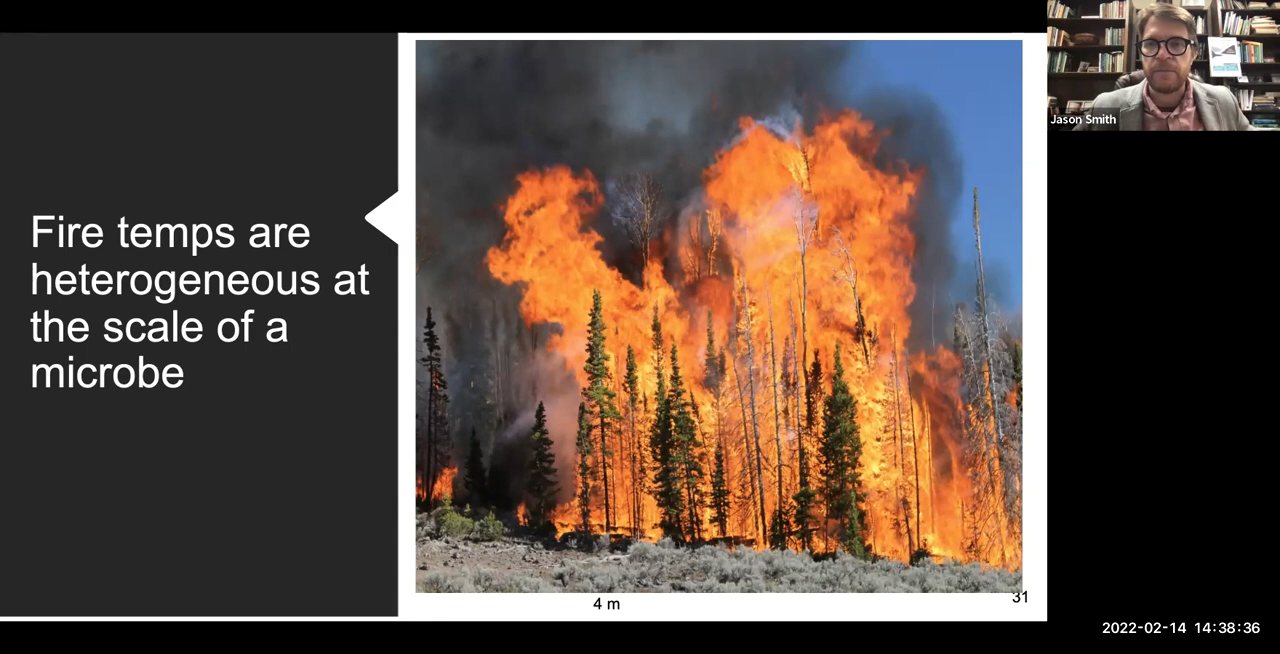 Fire temps are
heterogeneous at
the scale of a
microbe
4 m
31
Jason Smith
2022-02-14 14:38:36